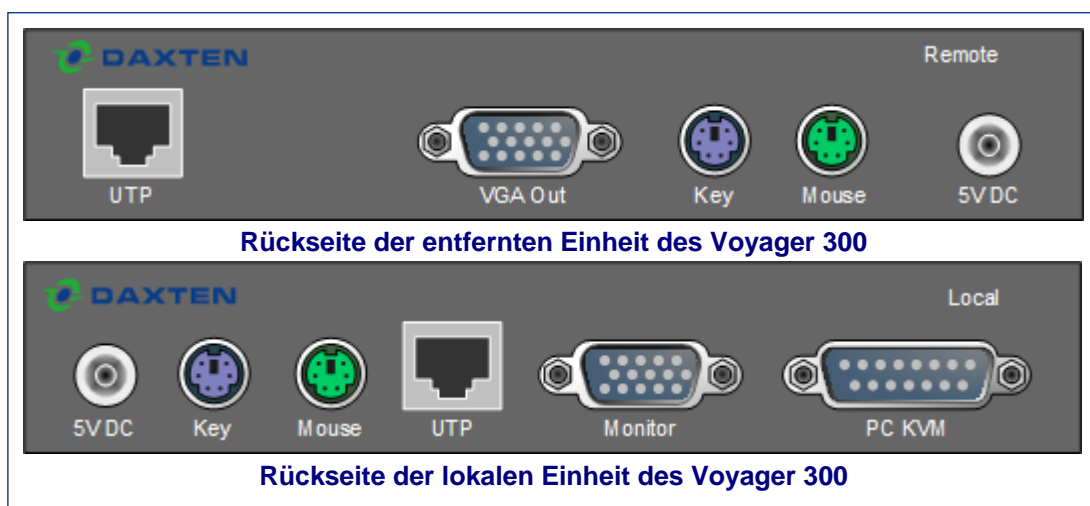 DAXTEN
Remote
UTP
VGA Out
Key
Mouse
5V DC
Rückseite der entfernten Einheit des Voyager 300
DAXTEN
Local
5V DC
Key
Mouse
UTP
Monitor
PC KVM
Rückseite der lokalen Einheit des Voyager 300